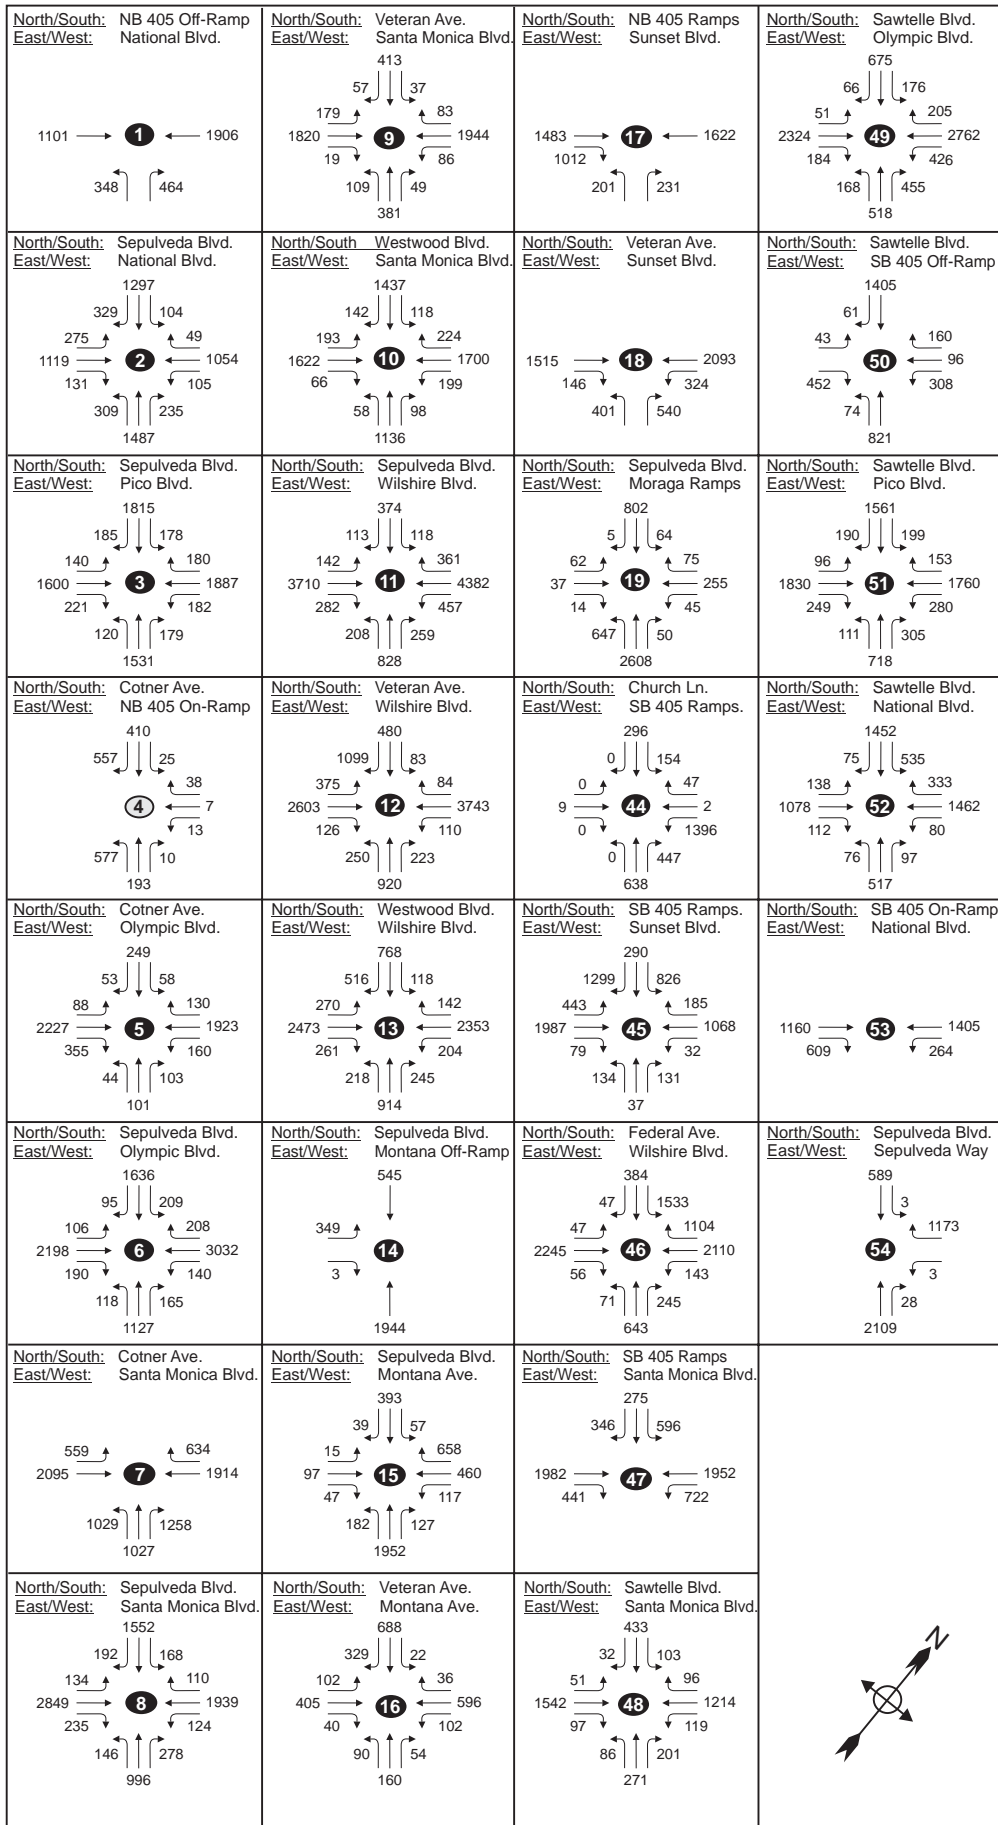 North/South: NB 405 Off-Ramp
East/West: National Blvd.
1101 1 1906
348 464
North/South: Veteran Ave.
East/West: Santa Monica Blvd.
413
57 37
179 83
1820 9 1944
19 86
109 49
381
North/South: NB 405 Ramps
East/West: Sunset Blvd.
1483 17 1622
1012
201 231
North/South: Sawtelle Blvd.
East/West: Olympic Blvd.
675
66 176
51 205
2324 49 2762
184 426
168 455
518
North/South: Sepulveda Blvd.
East/West: National Blvd.
1297
329 104
275 49
1119 2 1054
131 105
309 235
1487
North/South Westwood Blvd.
East/West: Santa Monica Blvd.
1437
142 118
193 224
1622 10 1700
66 199
58 98
1136
North/South: Veteran Ave.
East/West: Sunset Blvd.
1515 18 2093
146 324
401 540
North/South: Sawtelle Blvd.
East/West: SB 405 Off-Ramp
1405
61
43 160
50 96
452 308
74
821
North/South: Sepulveda Blvd.
East/West: Pico Blvd.
1815
185 178
140 180
1600 3 1887
221 182
120 179
1531
North/South: Sepulveda Blvd.
East/West: Wilshire Blvd.
374
113 118
142 361
3710 11 4382
282 457
208 259
828
North/South: Sepulveda Blvd.
East/West: Moraga Ramps
802
5 64
62 75
37 19 255
14 45
647 50
2608
North/South: Sawtelle Blvd.
East/West: Pico Blvd.
1561
190 199
96 153
1830 51 1760
249 280
111 305
718
North/South: Cotner Ave.
East/West: NB 405 On-Ramp
410
557 25
38
4 7
13
577 10
193
North/South: Veteran Ave.
East/West: Wilshire Blvd.
480
1099 83
375 84
2603 12 3743
126 110
250 223
920
North/South: Church Ln.
East/West: SB 405 Ramps.
296
0 154
0 47
9 44 2
0 1396
0 447
638
North/South: Sawtelle Blvd.
East/West: National Blvd.
1452
75 535
138 333
1078 52 1462
112 80
76 97
517
North/South: Cotner Ave.
East/West: Olympic Blvd.
249
53 58
88 130
2227 5 1923
355 160
44 103
101
North/South: Westwood Blvd.
East/West: Wilshire Blvd.
768
516 118
270 142
2473 13 2353
261 204
218 245
914
North/South: SB 405 Ramps.
East/West: Sunset Blvd.
290
1299 826
443 185
1987 45 1068
79 32
134 131
37
North/South: SB 405 On-Ramp
East/West: National Blvd.
1160 53 1405
609 264
North/South: Sepulveda Blvd.
East/West: Olympic Blvd.
1636
95 209
106 208
2198 6 3032
190 140
118 165
1127
North/South: Sepulveda Blvd.
East/West: Montana Off-Ramp
545
349
14
3
1944
North/South: Federal Ave.
East/West: Wilshire Blvd.
384
47 1533
47 1104
2245 46 2110
56 143
71 245
643
North/South: Sepulveda Blvd.
East/West: Sepulveda Way
589
3
1173
54
3
28
2109
North/South: Cotner Ave.
East/West: Santa Monica Blvd.
559 634
2095 7 1914
1029 1258
1027
North/South: Sepulveda Blvd.
East/West: Montana Ave.
393
39 57
15 658
97 15 460
47 117
182 127
1952
North/South: SB 405 Ramps
East/West: Santa Monica Blvd.
275
346 596
1982 47 1952
441 722
North/South: Sepulveda Blvd.
East/West: Santa Monica Blvd.
1552
192 168
134 110
2849 8 1939
235 124
146 278
996
North/South: Veteran Ave.
East/West: Montana Ave.
688
329 22
102 36
405 16 596
40 102
90 54
160
North/South: Sawtelle Blvd.
East/West: Santa Monica Blvd.
433
32 103
51 96
1542 48 1214
97 119
86 201
271
N